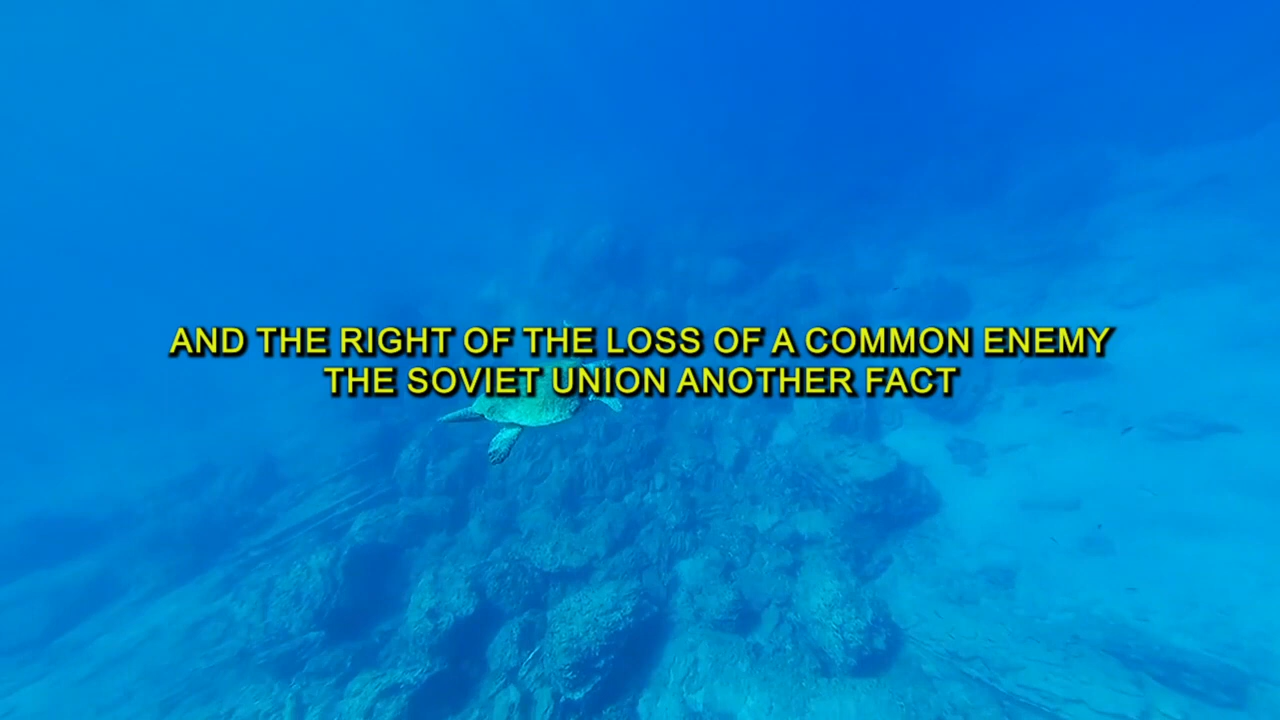 AND THE RIGHT OF THE LOSS OF A COMMON ENEMY
THE SOVIET UNION ANOTHER FACT